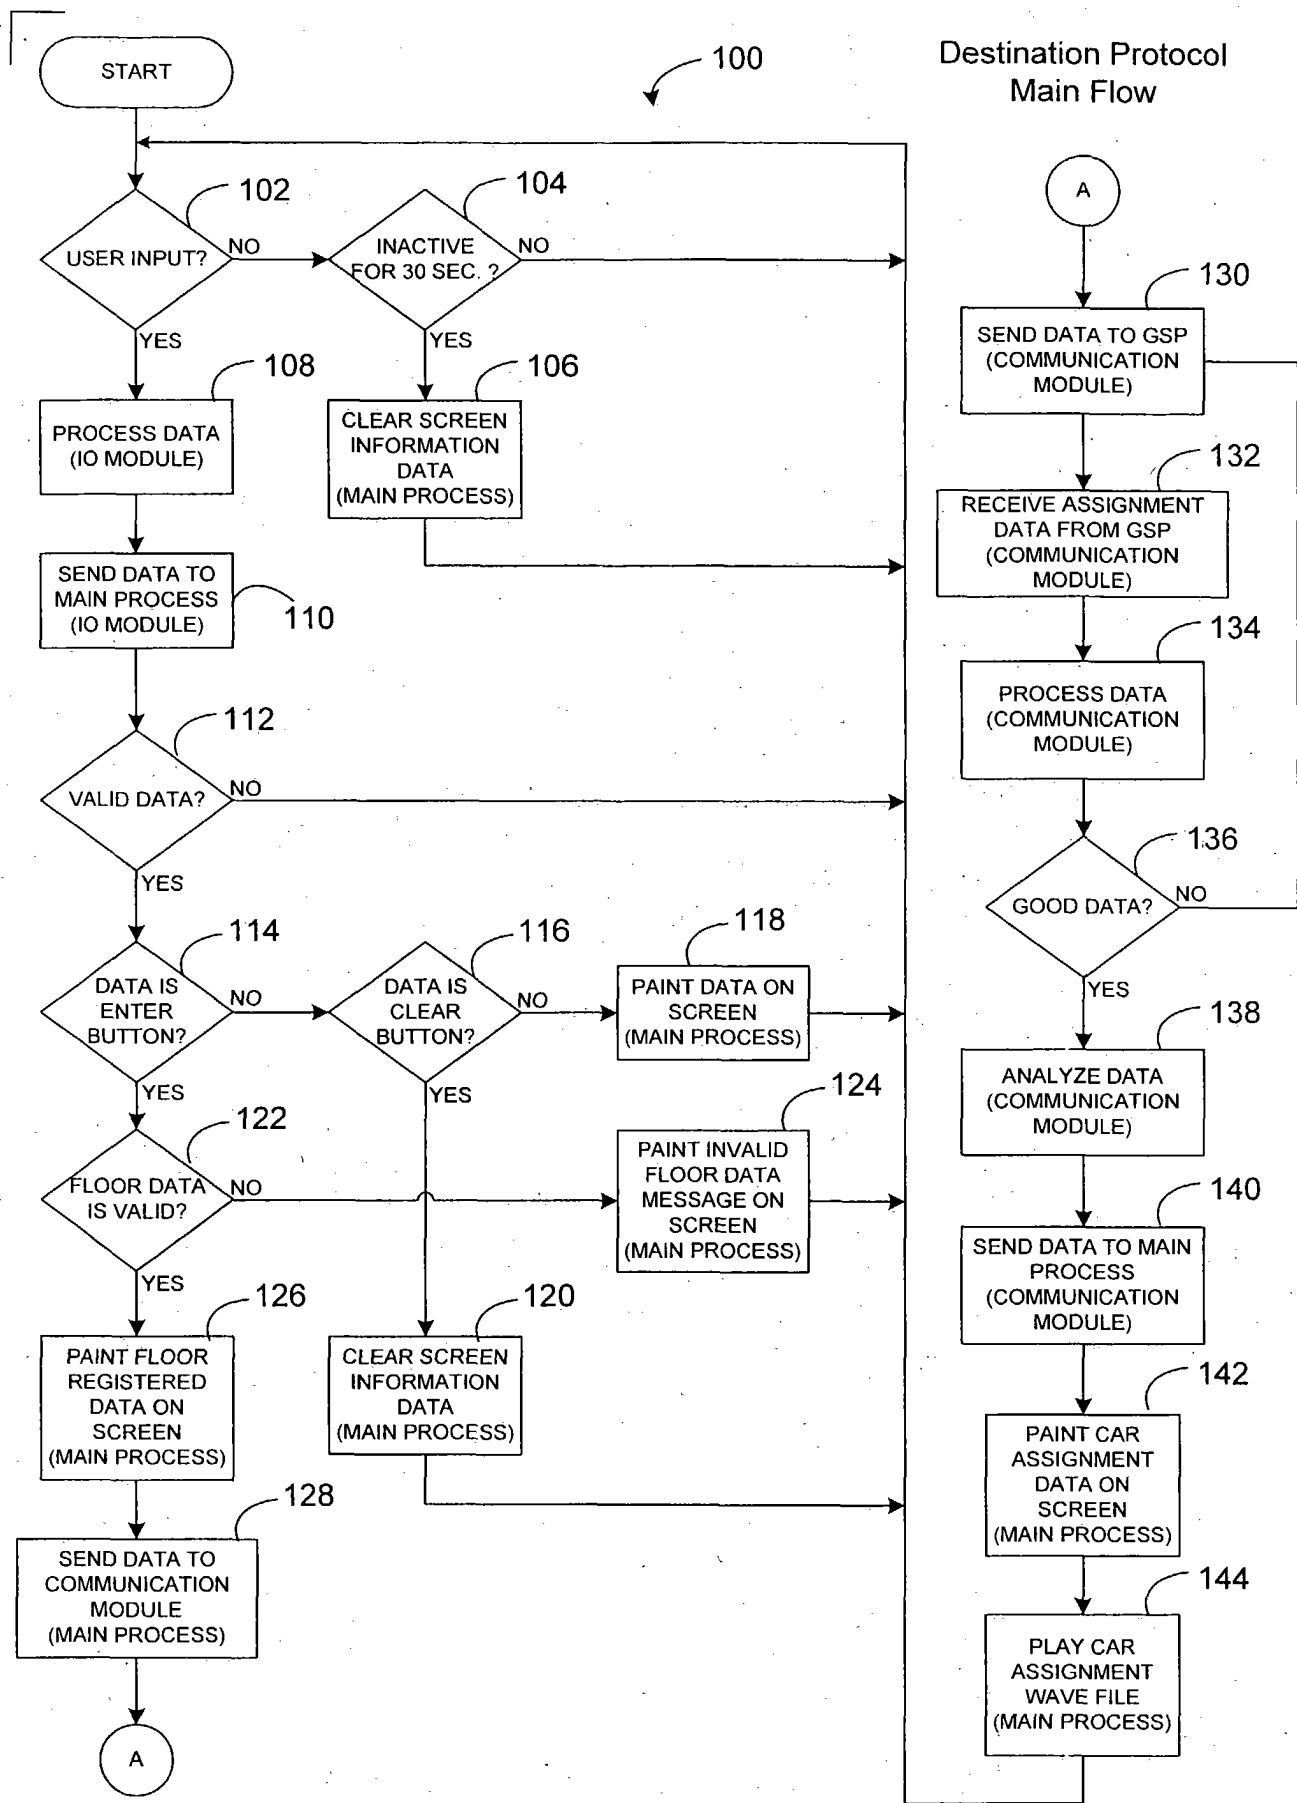 START
100
Destination Protocol
Main Flow
102
USER INPUT?
NO
YES
104
INACTIVE
FOR 30 SEC. ?
NO
YES
108
PROCESS DATA
(IO MODULE)
106
CLEAR SCREEN
INFORMATION
DATA
(MAIN PROCESS)
SEND DATA TO
MAIN PROCESS
(IO MODULE)
110
112
VALID DATA?
NO
YES
114
DATA IS
ENTER
BUTTON?
NO
YES
116
DATA IS
CLEAR
BUTTON?
NO
YES
118
PAINT DATA ON
SCREEN
(MAIN PROCESS)
122
FLOOR DATA
IS VALID?
NO
YES
124
PAINT INVALID
FLOOR DATA
MESSAGE ON
SCREEN
(MAIN PROCESS)
126
PAINT FLOOR
REGISTERED
DATA ON
SCREEN
(MAIN PROCESS)
120
CLEAR SCREEN
INFORMATION
DATA
(MAIN PROCESS)
128
SEND DATA TO
COMMUNICATION
MODULE
(MAIN PROCESS)
A
A
130
SEND DATA TO GSP
(COMMUNICATION
MODULE)
132
RECEIVE ASSIGNMENT
DATA FROM GSP
(COMMUNICATION
MODULE)
134
PROCESS DATA
(COMMUNICATION
MODULE)
136
GOOD DATA?
NO
YES
138
ANALYZE DATA
(COMMUNICATION
MODULE)
140
SEND DATA TO MAIN
PROCESS
(COMMUNICATION
MODULE)
142
PAINT CAR
ASSIGNMENT
DATA ON
SCREEN
(MAIN PROCESS)
144
PLAY CAR
ASSIGNMENT
WAVE FILE
(MAIN PROCESS)